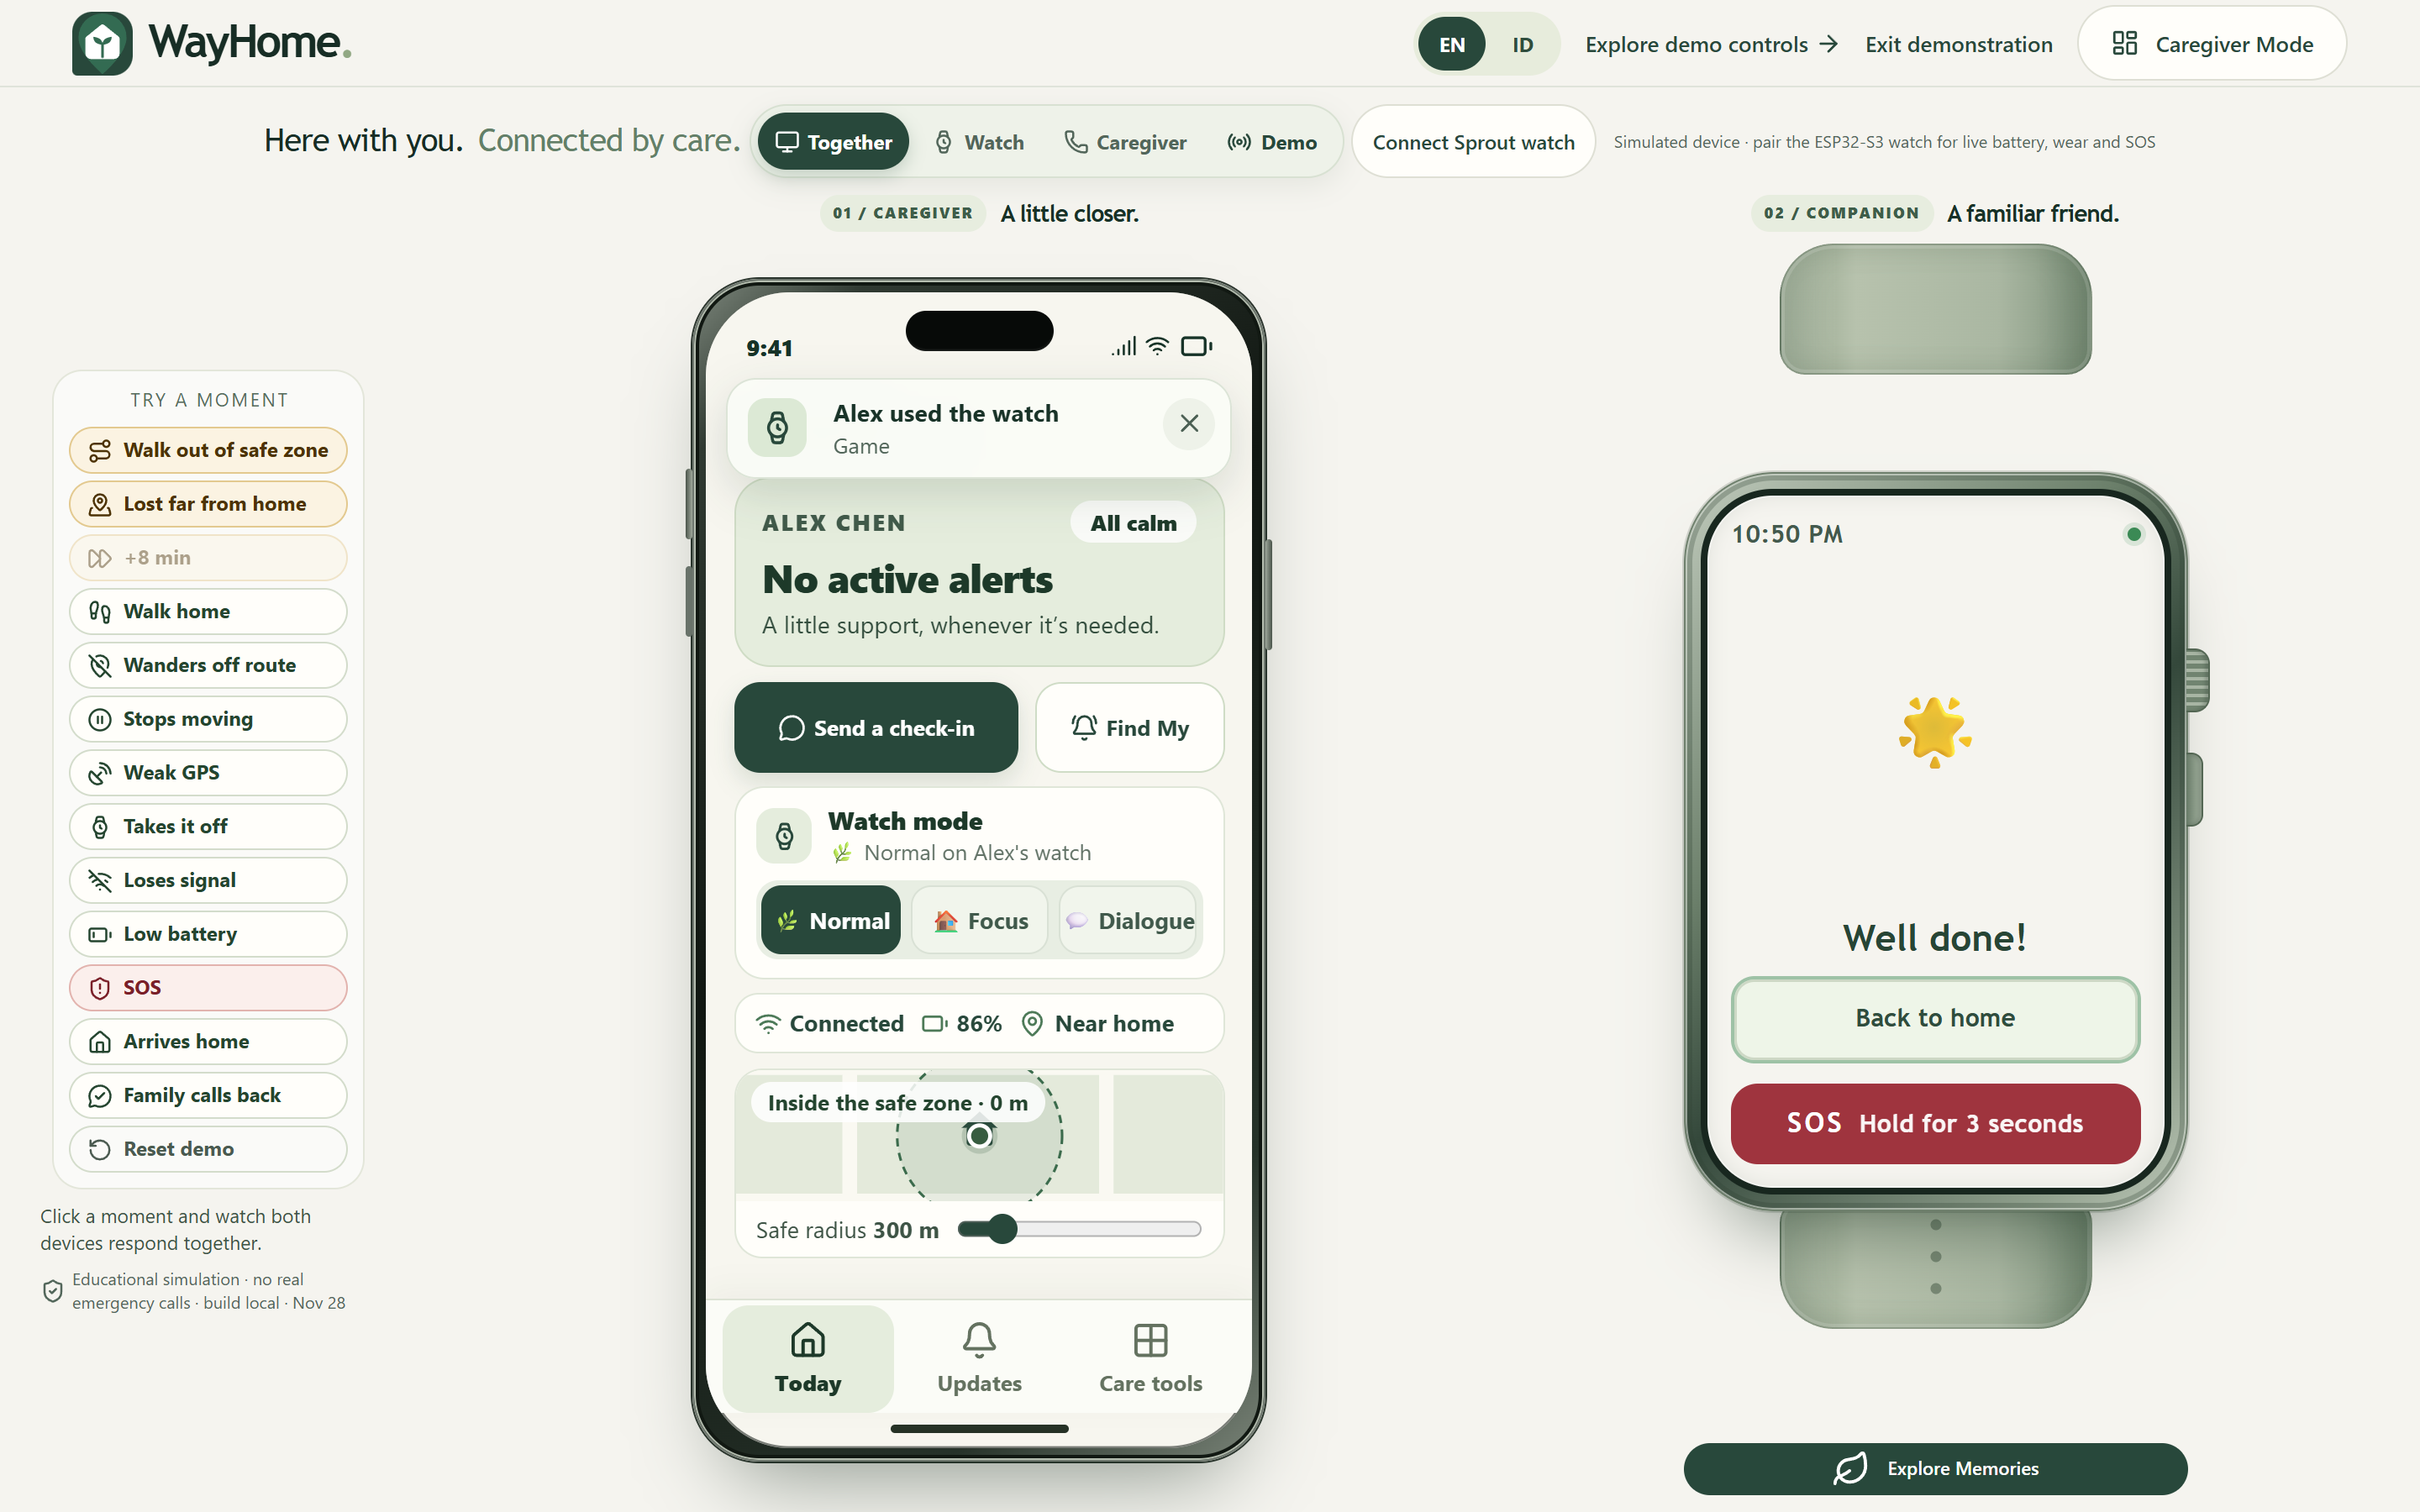 WayHome.
EN ID Explore demo controls → Exit demonstration Caregiver Mode
Here with you. Connected by care.
Together Watch Caregiver Demo
Connect Sprout watch
Simulated device · pair the ESP32-S3 watch for live battery, wear and SOS
TRY A MOMENT
Walk out of safe zone
Lost far from home
+8 min
Walk home
Wanders off route
Stops moving
Weak GPS
Takes it off
Loses signal
Low battery
SOS
Arrives home
Family calls back
Reset demo
Click a moment and watch both
devices respond together.
Educational simulation · no real
emergency calls · build local · Nov 28
01 / CAREGIVER A little closer.
9:41
Alex used the watch
Game
ALEX CHEN All calm
No active alerts
A little support, whenever it’s needed.
Send a check-in Find My
Watch mode
Normal on Alex's watch
Normal Focus Dialogue
Connected 86% Near home
Inside the safe zone · 0 m
Safe radius 300 m
Today Updates Care tools
02 / COMPANION A familiar friend.
10:50 PM
Well done!
Back to home
SOS Hold for 3 seconds
Explore Memories